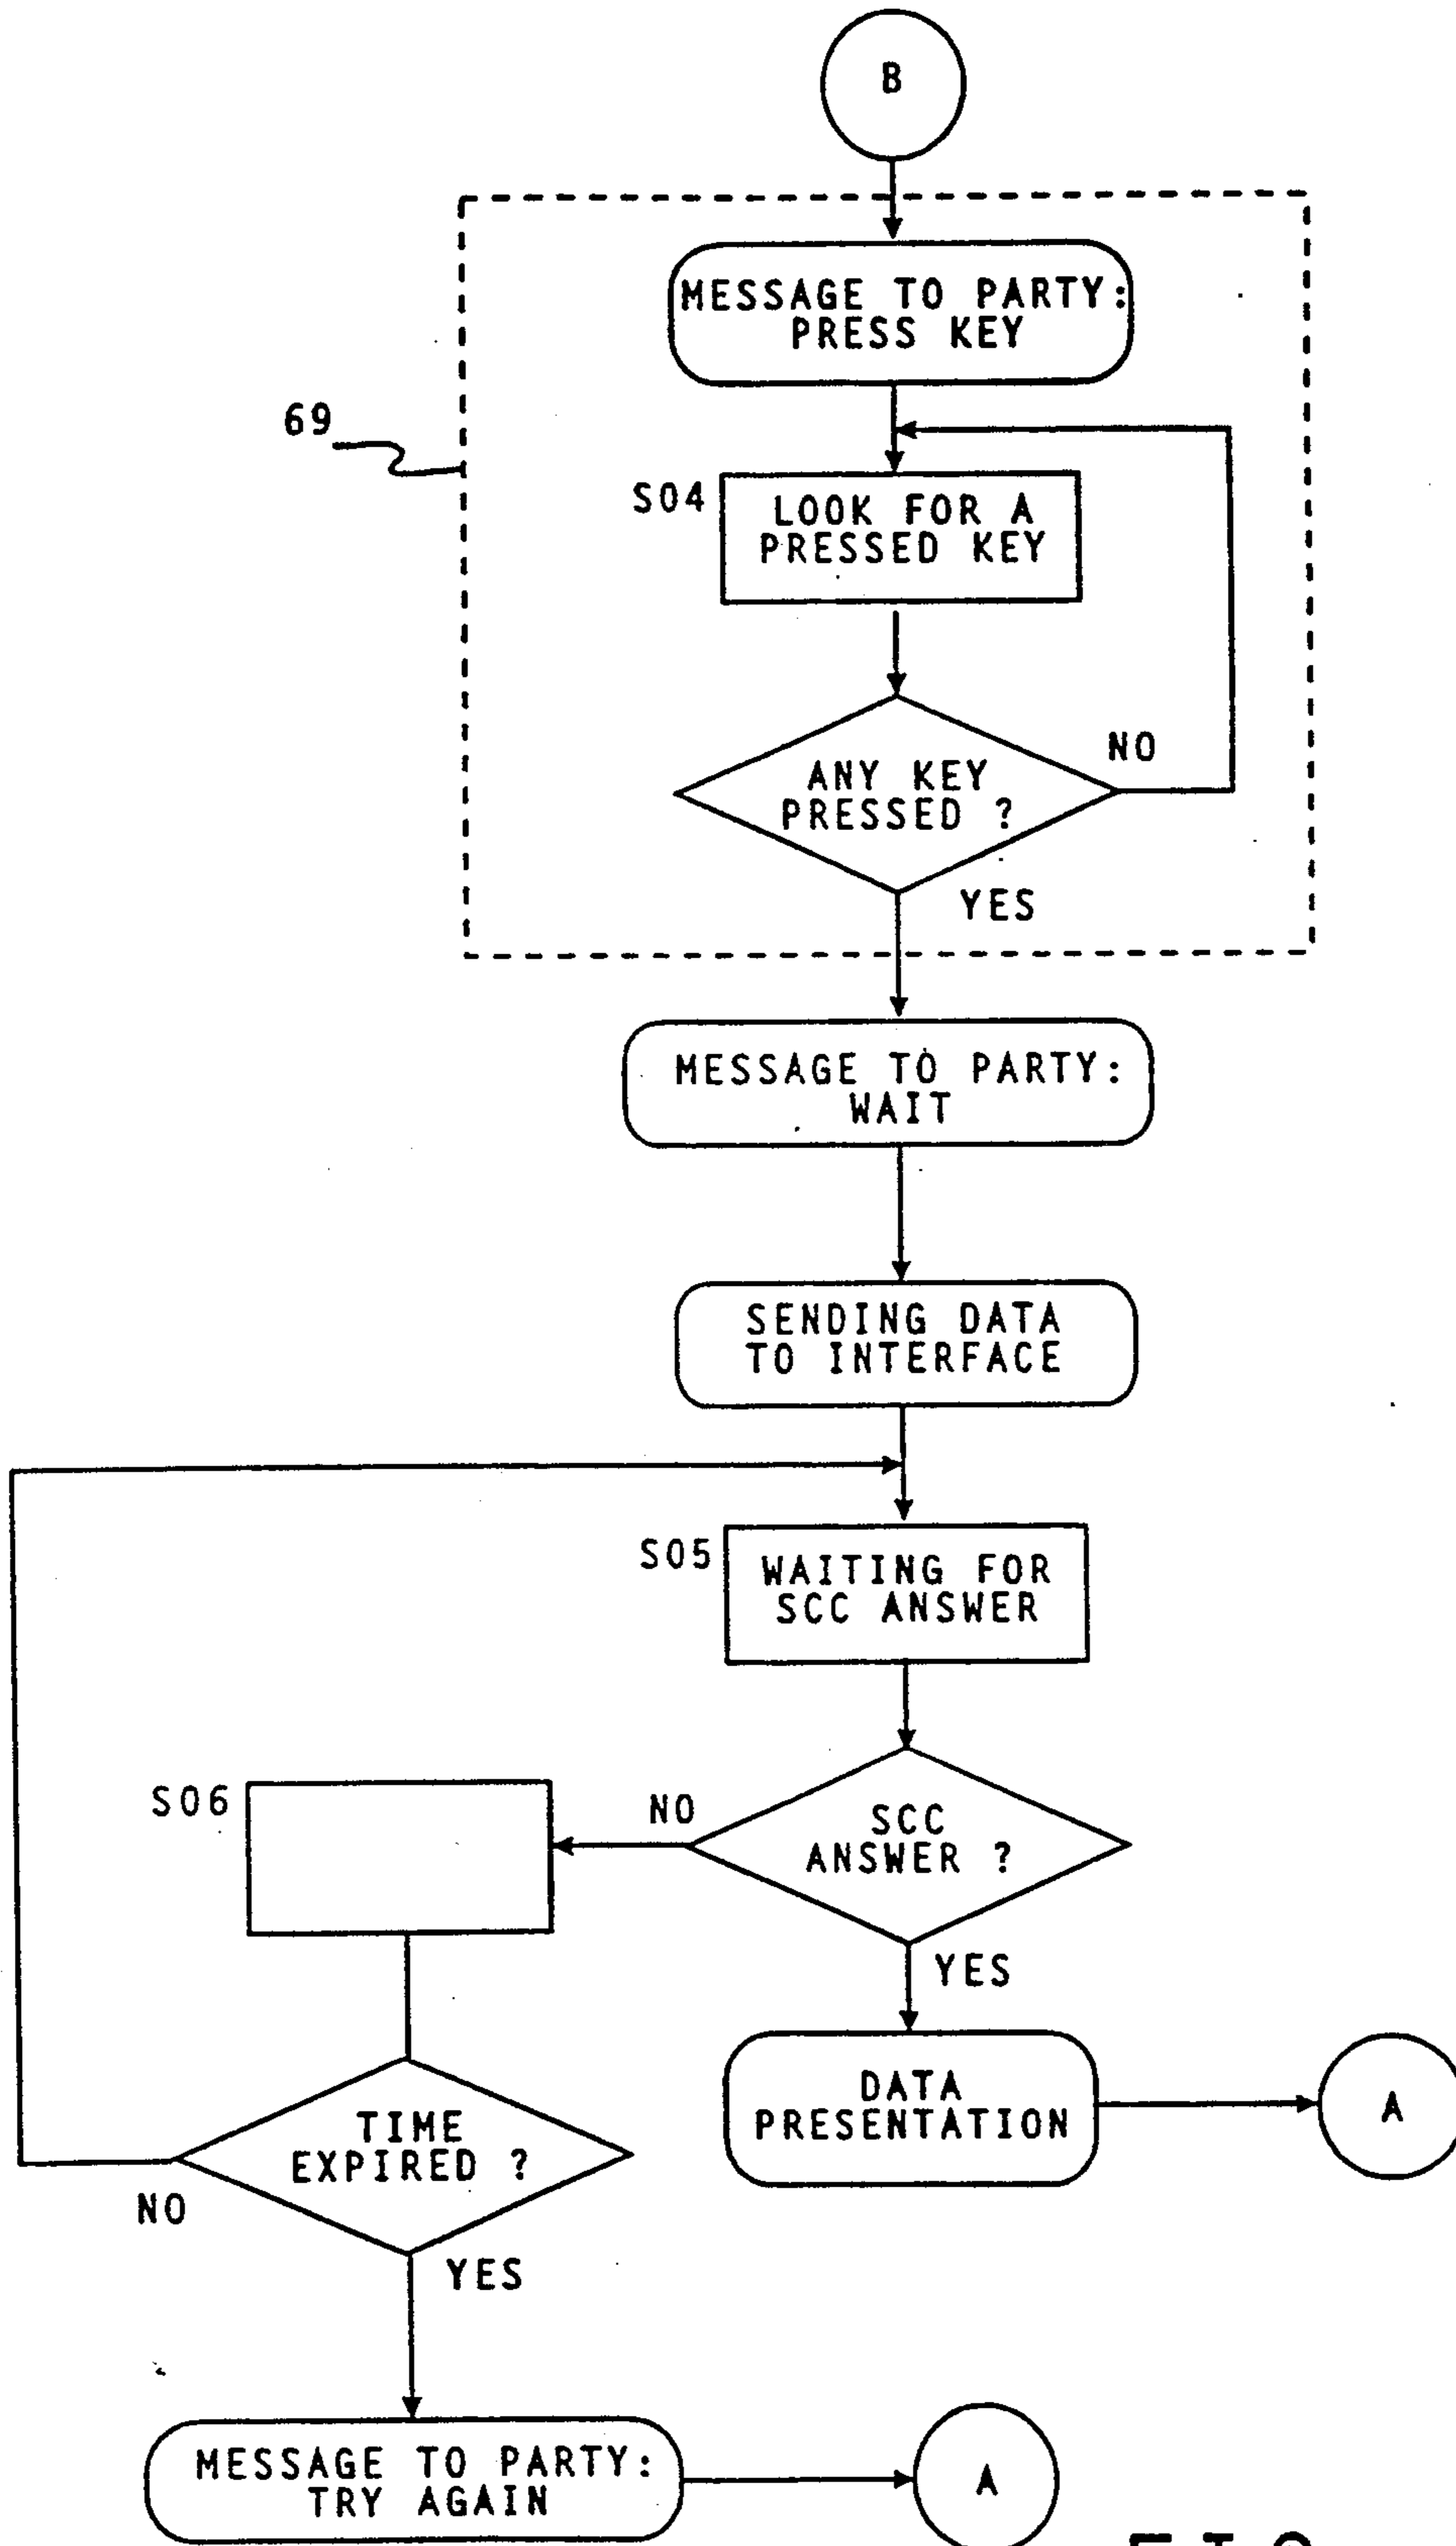 B
MESSAGE TO PARTY:
PRESS KEY
69
S04
LOOK FOR A
PRESSED KEY
NO
ANY KEY
PRESSED ?
YES
MESSAGE TO PARTY:
WAIT
SENDING DATA
TO INTERFACE
S05
WAITING FOR
SCC ANSWER
S06
NO
SCC
ANSWER ?
YES
DATA
PRESENTATION
A
TIME
EXPIRED ?
NO
YES
MESSAGE TO PARTY:
TRY AGAIN
A